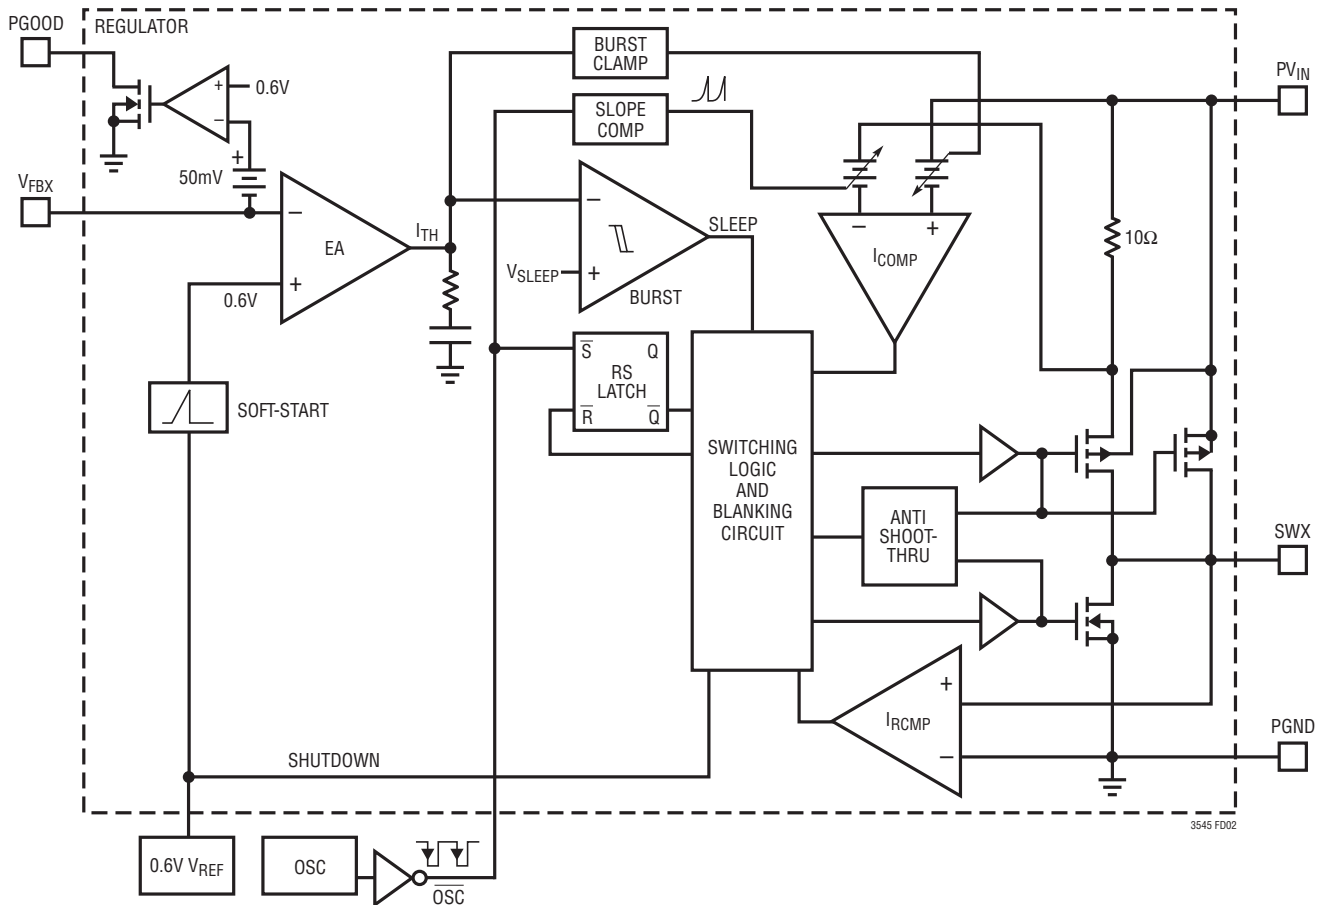 PGOOD
REGULATOR
BURST
CLAMP
PVIN
+
0.6V
–
SLOPE
COMP
+
50mV
VFBX
–
EA
ITH
+
0.6V
–
SLEEP
VSLEEP
+
BURST
–
+
ICOMP
10Ω
S̅
Q
RS
LATCH
R̅
Q̅
SOFT-START
SWITCHING
LOGIC
AND
BLANKING
CIRCUIT
ANTI
SHOOT-
THRU
SWX
+
IRCMP
–
PGND
SHUTDOWN
3545 FD02
0.6V VREF
OSC
O̅S̅C̅